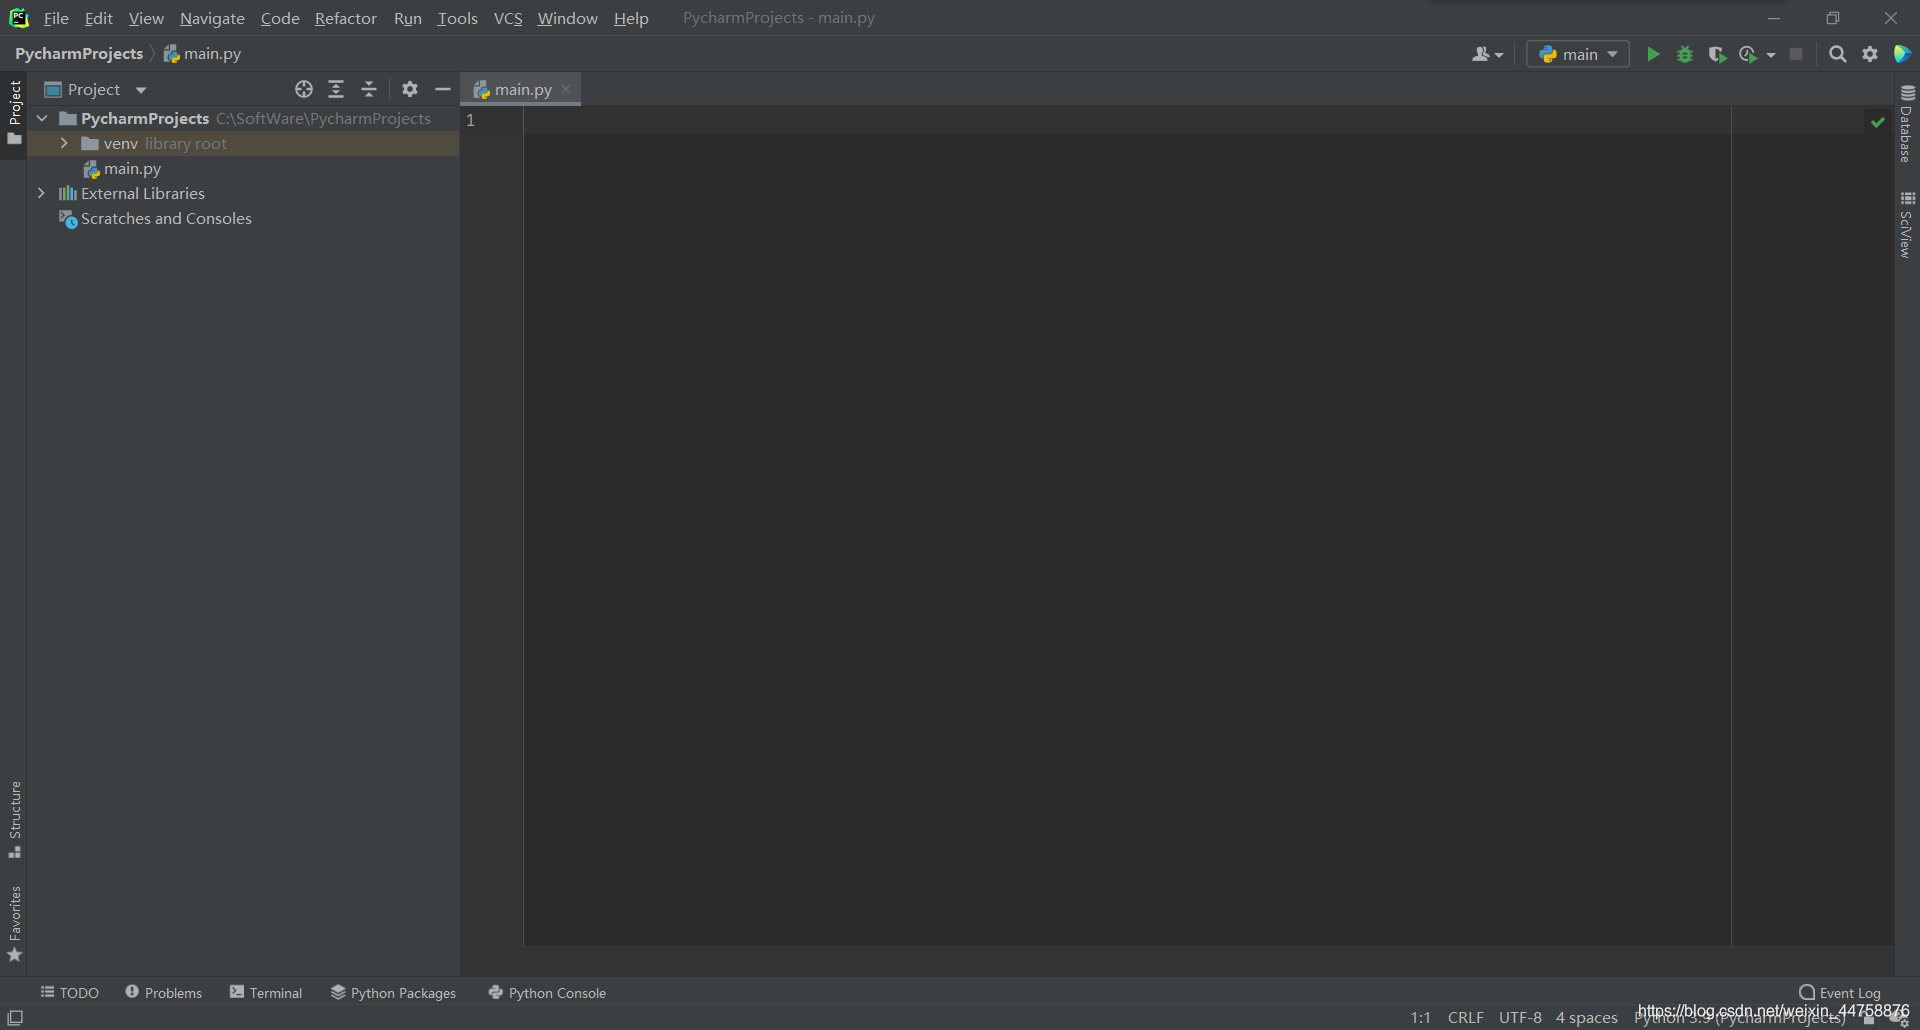 PC
File Edit View Navigate Code Refactor Run Tools VCS Window Help PycharmProjects - main.py
PycharmProjects main.py main
Project
Project main.py
PycharmProjects C:\SoftWare\PycharmProjects
1
venv library root
main.py
External Libraries
Scratches and Consoles
Database
SciView
Structure
Favorites
TODO Problems Terminal Python Packages Python Console Event Log
1:1 CRLF UTF-8 4 spaces Python 3.9 (PycharmProjects)
https://blog.csdn.net/weixin_44758876